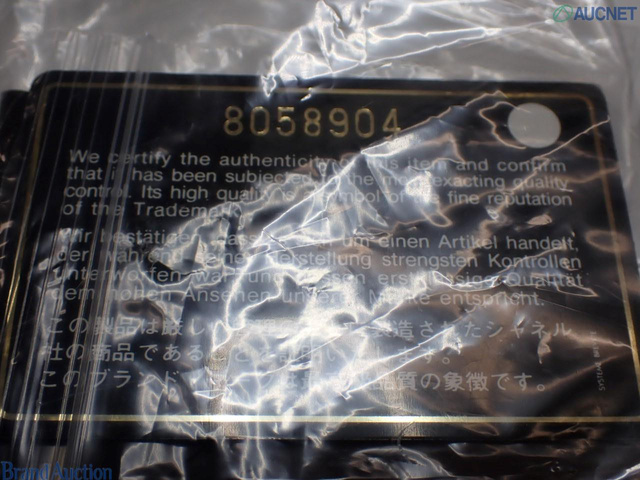 AUCNET
8058904
We certify the authenticity of this item and confirm
that it has been subjected to the most exacting quality
control. Its high quality is symbol of the fine reputation
of the Trademark
Wir bestätigen, dass es um einen Artikel handelt,
der während seiner Herstellung strengsten Kontrollen
unterworfen war und dessen erstklassige Qualität
dem hohen Ansehen unserer Marke entspricht.
この製品は厳し 造されたシャネル
社の商品であることを す。
このブランド は 品質の象徴です。
Brand Auction